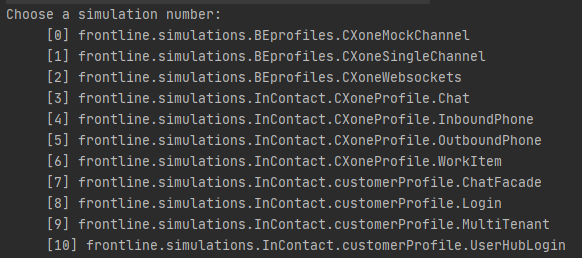 Choose a simulation number:
[0] frontline.simulations.BEprofiles.CXoneMockChannel
[1] frontline.simulations.BEprofiles.CXoneSingleChannel
[2] frontline.simulations.BEprofiles.CXoneWebsockets
[3] frontline.simulations.InContact.CXoneProfile.Chat
[4] frontline.simulations.InContact.CXoneProfile.InboundPhone
[5] frontline.simulations.InContact.CXoneProfile.OutboundPhone
[6] frontline.simulations.InContact.CXoneProfile.WorkItem
[7] frontline.simulations.InContact.customerProfile.ChatFacade
[8] frontline.simulations.InContact.customerProfile.Login
[9] frontline.simulations.InContact.customerProfile.MultiTenant
[10] frontline.simulations.InContact.customerProfile.UserHubLogin